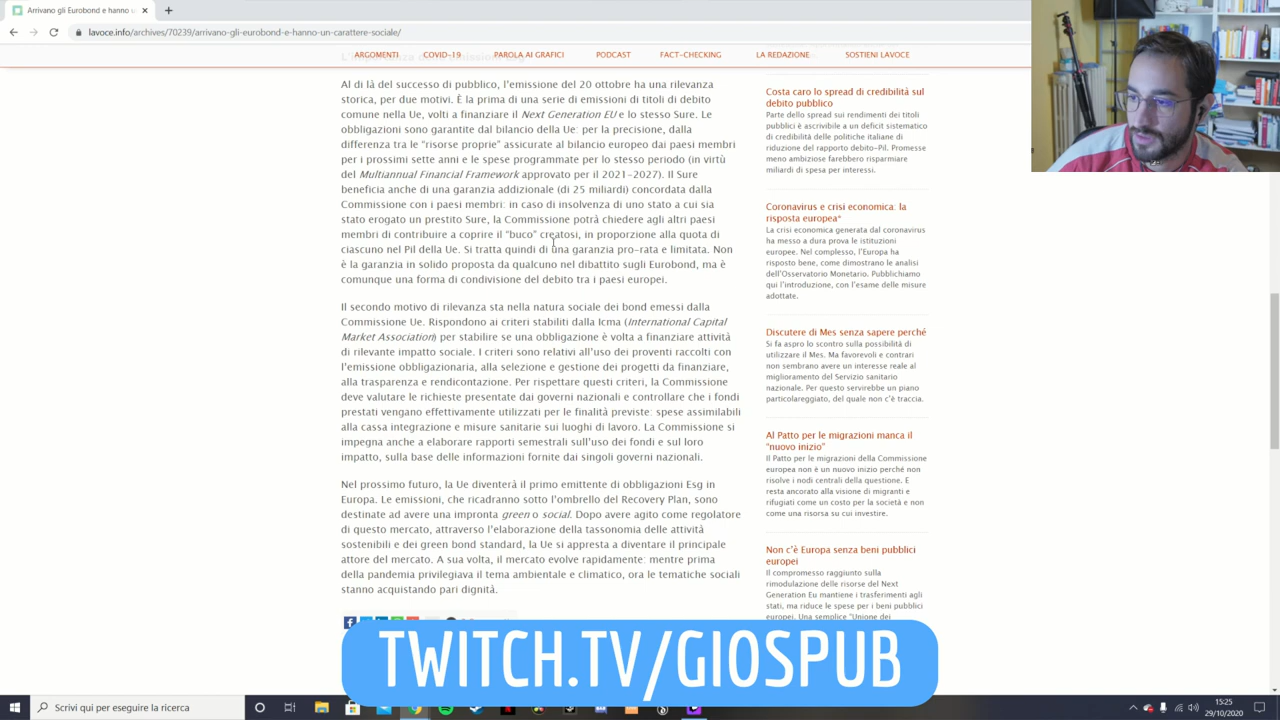 Arrivano gli Eurobond e hanno u
lavoce.info/archives/70239/arrivano-gli-eurobond-e-hanno-un-carattere-sociale/
ARGOMENTI COVID-19 PAROLA AI GRAFICI PODCAST FACT-CHECKING LA REDAZIONE SOSTIENI LAVOCE
Al di là del successo di pubblico, l’emissione del 20 ottobre ha una rilevanza
storica, per due motivi. È la prima di una serie di emissioni di titoli di debito
comune nella Ue, volti a finanziare il Next Generation EU e lo stesso Sure. Le
obbligazioni sono garantite dal bilancio della Ue: per la precisione, dalla
differenza tra le “risorse proprie” assicurate al bilancio europeo dai paesi membri
per i prossimi sette anni e le spese programmate per lo stesso periodo (in virtù
del Multiannual Financial Framework approvato per il 2021-2027). Il Sure
beneficia anche di una garanzia addizionale (di 25 miliardi) concordata dalla
Commissione con i paesi membri: in caso di insolvenza di uno stato a cui sia
stato erogato un prestito Sure, la Commissione potrà chiedere agli altri paesi
membri di contribuire a coprire il “buco” creatosi, in proporzione alla quota di
ciascuno nel Pil della Ue. Si tratta quindi di una garanzia pro-rata e limitata. Non
è la garanzia in solido proposta da qualcuno nel dibattito sugli Eurobond, ma è
comunque una forma di condivisione del debito tra i paesi europei.
Il secondo motivo di rilevanza sta nella natura sociale dei bond emessi dalla
Commissione Ue. Rispondono ai criteri stabiliti dalla Icma (International Capital
Market Association) per stabilire se una obbligazione è volta a finanziare attività
di rilevante impatto sociale. I criteri sono relativi all’uso dei proventi raccolti con
l’emissione obbligazionaria, alla selezione e gestione dei progetti da finanziare,
alla trasparenza e rendicontazione. Per rispettare questi criteri, la Commissione
deve valutare le richieste presentate dai governi nazionali e controllare che i fondi
prestati vengano effettivamente utilizzati per le finalità previste: spese assimilabili
alla cassa integrazione e misure sanitarie sui luoghi di lavoro. La Commissione si
impegna anche a elaborare rapporti semestrali sull’uso dei fondi e sul loro
impatto, sulla base delle informazioni fornite dai singoli governi nazionali.
Nel prossimo futuro, la Ue diventerà il primo emittente di obbligazioni Esg in
Europa. Le emissioni, che ricadranno sotto l’ombrello del Recovery Plan, sono
destinate ad avere una impronta green o social. Dopo avere agito come regolatore
di questo mercato, attraverso l’elaborazione della tassonomia delle attività
sostenibili e dei green bond standard, la Ue si appresta a diventare il principale
attore del mercato. A sua volta, il mercato evolve rapidamente: mentre prima
della pandemia privilegiava il tema ambientale e climatico, ora le tematiche sociali
stanno acquistando pari dignità.
Costa caro lo spread di credibilità sul
debito pubblico
Parte dello spread sui rendimenti dei titoli
pubblici è ascrivibile a un deficit sistematico
di credibilità delle politiche italiane di
riduzione del rapporto debito-Pil. Promesse
meno ambiziose farebbero risparmiare
miliardi di spesa per interessi.
Coronavirus e crisi economica: la
risposta europea*
La crisi economica generata dal coronavirus
ha messo a dura prova le istituzioni
europee. Nel complesso, l’Europa ha
risposto bene, come dimostrano le analisi
dell’Osservatorio Monetario. Pubblichiamo
qui l’introduzione, con l’esame delle misure
adottate.
Discutere di Mes senza sapere perché
Si fa aspro lo scontro sulla possibilità di
utilizzare il Mes. Ma favorevoli e contrari
non sembrano avere un interesse reale al
miglioramento del Servizio sanitario
nazionale. Per questo servirebbe un piano
particolareggiato, del quale non c’è traccia.
Al Patto per le migrazioni manca il
“nuovo inizio”
Il Patto per le migrazioni della Commissione
europea non è un nuovo inizio perché non
risolve i nodi centrali della questione. E
resta ancorato alla visione di migranti e
rifugiati come un costo per la società e non
come una risorsa su cui investire.
Non c’è Europa senza beni pubblici
europei
Il compromesso raggiunto sulla
rimodulazione delle risorse del Next
Generation Eu mantiene i trasferimenti agli
stati, ma riduce le spese per i beni pubblici
europei. Una semplice “Unione dei
TWITCH.TV/GIOSPUB
Scrivi qui per eseguire la ricerca
15:25
29/10/2020